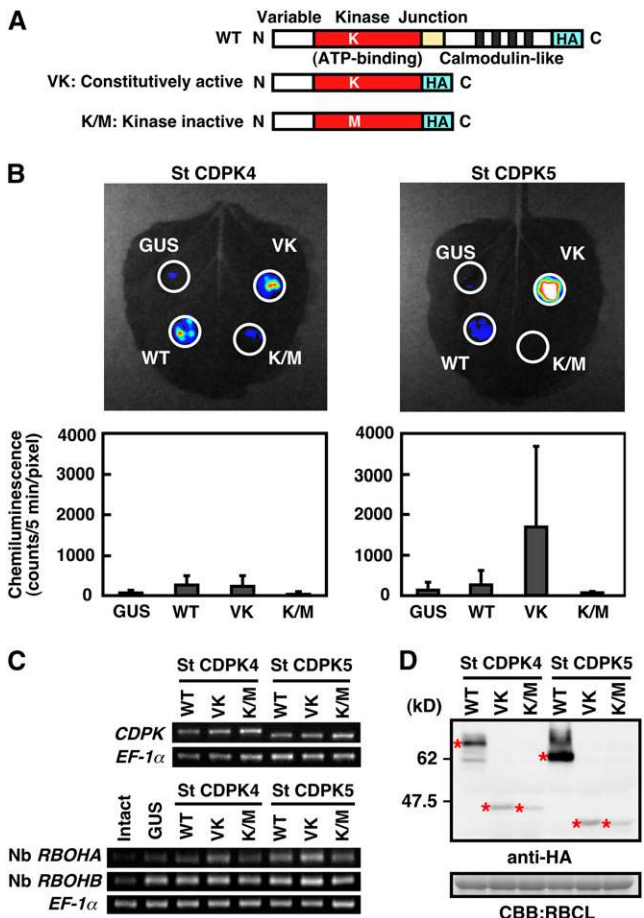 A
Variable Kinase Junction
WT N K HA C
(ATP-binding) Calmodulin-like
VK: Constitutively active N K HA C
K/M: Kinase inactive N M HA C
B
St CDPK4
GUS VK
WT K/M
St CDPK5
GUS VK
WT K/M
Chemiluminescence
(counts/5 min/pixel)
4000
3000
2000
1000
0
GUS WT VK K/M
4000
3000
2000
1000
0
GUS WT VK K/M
C
St CDPK4 St CDPK5
WT VK K/M WT VK K/M
CDPK
EF-1α
St CDPK4 St CDPK5
Intact GUS WT VK K/M WT VK K/M
Nb RBOHA
Nb RBOHB
EF-1α
D
St CDPK4 St CDPK5
(kD) WT VK K/M WT VK K/M
* *
62
47.5
* * * *
anti-HA
CBB:RBCL